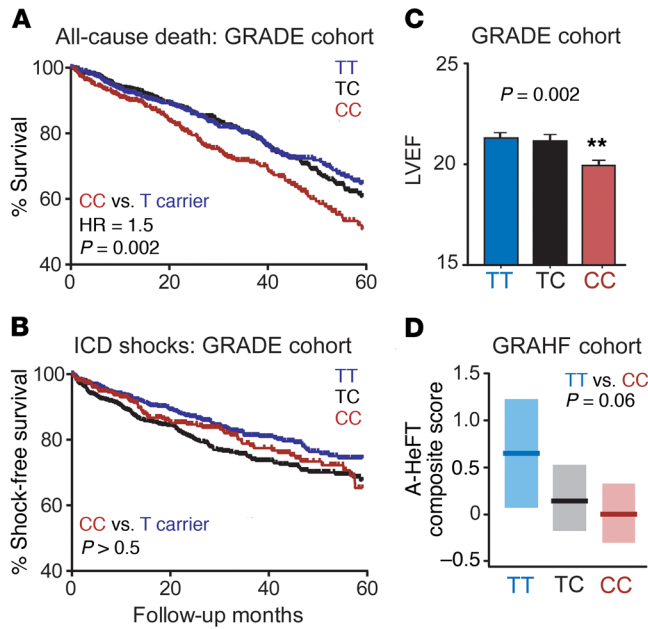 A
All-cause death: GRADE cohort
100
80
60
40
% Survival
TT
TC
CC
CC vs. T carrier
HR = 1.5
P = 0.002
0
20
40
60
B
ICD shocks: GRADE cohort
100
80
60
40
% Shock-free survival
TT
TC
CC
CC vs. T carrier
P > 0.5
0
20
40
60
Follow-up months
C
GRADE cohort
25
20
15
LVEF
P = 0.002
**
TT
TC
CC
D
GRAHF cohort
1.5
1.0
0.5
0
–0.5
A-HeFT
composite score
TT vs. CC
P = 0.06
TT
TC
CC